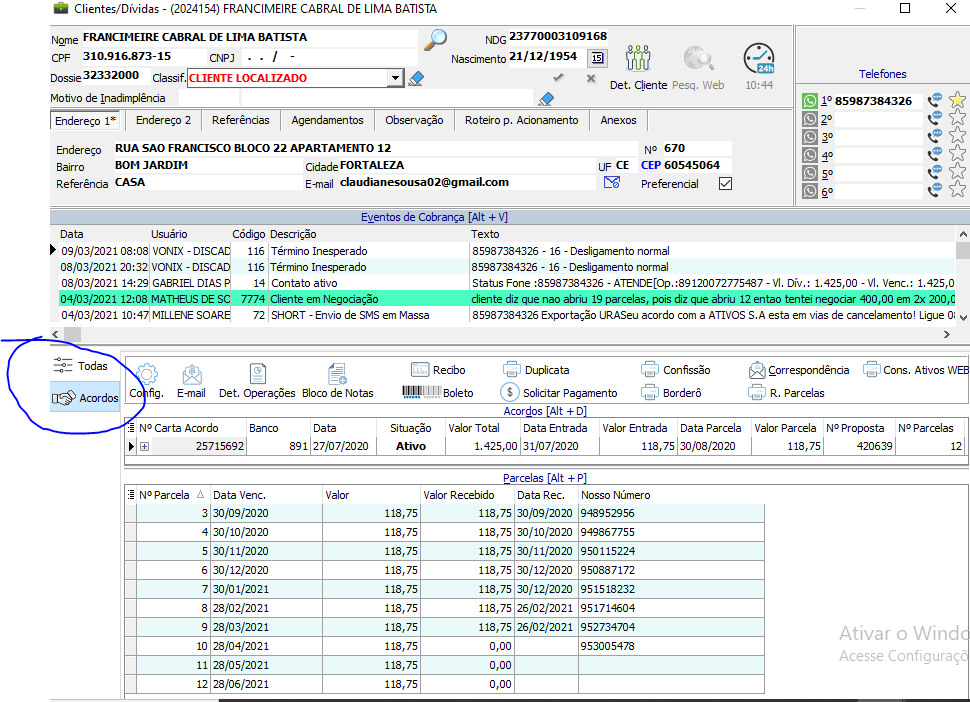 Clientes/Dívidas - (2024154) FRANCIMEIRE CABRAL DE LIMA BATISTA
Nome FRANCIMEIRE CABRAL DE LIMA BATISTA NDG 23770003109168
CPF 310.916.873-15 CNPJ . . / - Nascimento 21/12/1954 15
Dossie 32332000 Classif. CLIENTE LOCALIZADO
Motivo de Inadimplência
Det. Cliente Pesq. Web 24h 10:44
Telefones
1º 85987384326
2º
3º
4º
5º
6º
Endereço 1* Endereço 2 Referências Agendamentos Observação Roteiro p. Acionamento Anexos
Endereço RUA SAO FRANCISCO BLOCO 22 APARTAMENTO 12 Nº 670
Bairro BOM JARDIM Cidade FORTALEZA UF CE CEP 60545064
Referência CASA E-mail claudianesousa02@gmail.com Preferencial
Eventos de Cobrança [Alt + V]
Data Usuário Código Descrição Texto
09/03/2021 08:08 VONIX - DISCAD 116 Término Inesperado 85987384326 - 16 - Desligamento normal
08/03/2021 20:32 VONIX - DISCAD 116 Término Inesperado 85987384326 - 16 - Desligamento normal
08/03/2021 14:29 GABRIEL DIAS P 14 Contato ativo Status Fone : 85987384326 - ATENDE[Op.:89120072775487 - Vl. Dív.: 1.425,00 - Vl. Venc.: 1.425,0
04/03/2021 12:08 MATHEUS DE SO 7774 Cliente em Negociação cliente diz que nao abriu 19 parcelas, pois diz que abriu 12 entao tentei negociar 400,00 em 2x 200,0
04/03/2021 10:47 MILLENE SOARE 72 SHORT - Envio de SMS em Massa 85987384326 Exportação URASeu acordo com a ATIVOS S.A esta em vias de cancelamento! Ligue 08
Todas
Acordos
Config. E-mail Det. Operações Bloco de Notas
Recibo Duplicata Confissão Correspondência Cons. Ativos WEB
Boleto $ Solicitar Pagamento Borderô R. Parcelas
Acordos [Alt + D]
Nº Carta Acordo Banco Data Situação Valor Total Data Entrada Valor Entrada Data Parcela Valor Parcela Nº Proposta Nº Parcelas
25715692 891 27/07/2020 Ativo 1.425,00 31/07/2020 118,75 30/08/2020 118,75 420639 12
Parcelas [Alt + P]
Nº Parcela Data Venc. Valor Valor Recebido Data Rec. Nosso Número
3 30/09/2020 118,75 118,75 30/09/2020 948952956
4 30/10/2020 118,75 118,75 30/10/2020 949867755
5 30/11/2020 118,75 118,75 30/11/2020 950115224
6 30/12/2020 118,75 118,75 30/12/2020 950887172
7 30/01/2021 118,75 118,75 30/12/2020 951518232
8 28/02/2021 118,75 118,75 26/02/2021 951714604
9 28/03/2021 118,75 118,75 26/02/2021 952734704
10 28/04/2021 118,75 0,00 953005478
11 28/05/2021 118,75 0,00
12 28/06/2021 118,75 0,00
Ativar o Windo
Acesse Configuraçõ